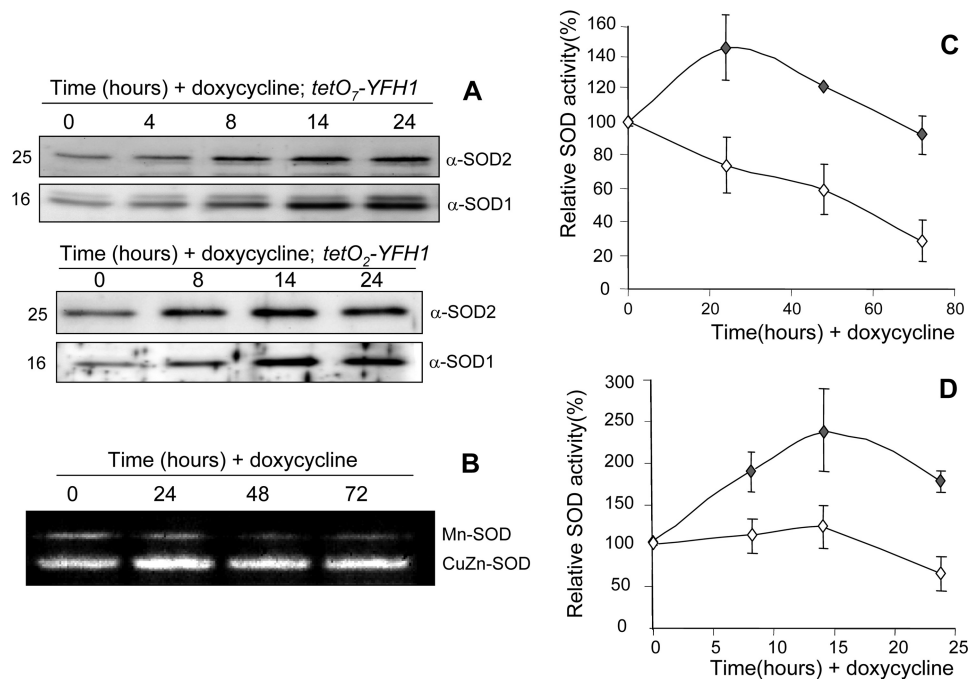 A
Time (hours) + doxycycline; tetO7-YFH1
0 4 8 14 24
25 α-SOD2
16 α-SOD1
Time (hours) + doxycycline; tetO2-YFH1
0 8 14 24
25 α-SOD2
16 α-SOD1
B
Time (hours) + doxycycline
0 24 48 72
Mn-SOD
CuZn-SOD
C
Relative SOD activity(%)
160
140
120
100
80
60
40
20
0
0 20 40 60 80
Time(hours) + doxycycline
D
Relative SOD activity(%)
300
250
200
150
100
50
0
0 5 10 15 20 25
Time(hours) + doxycycline